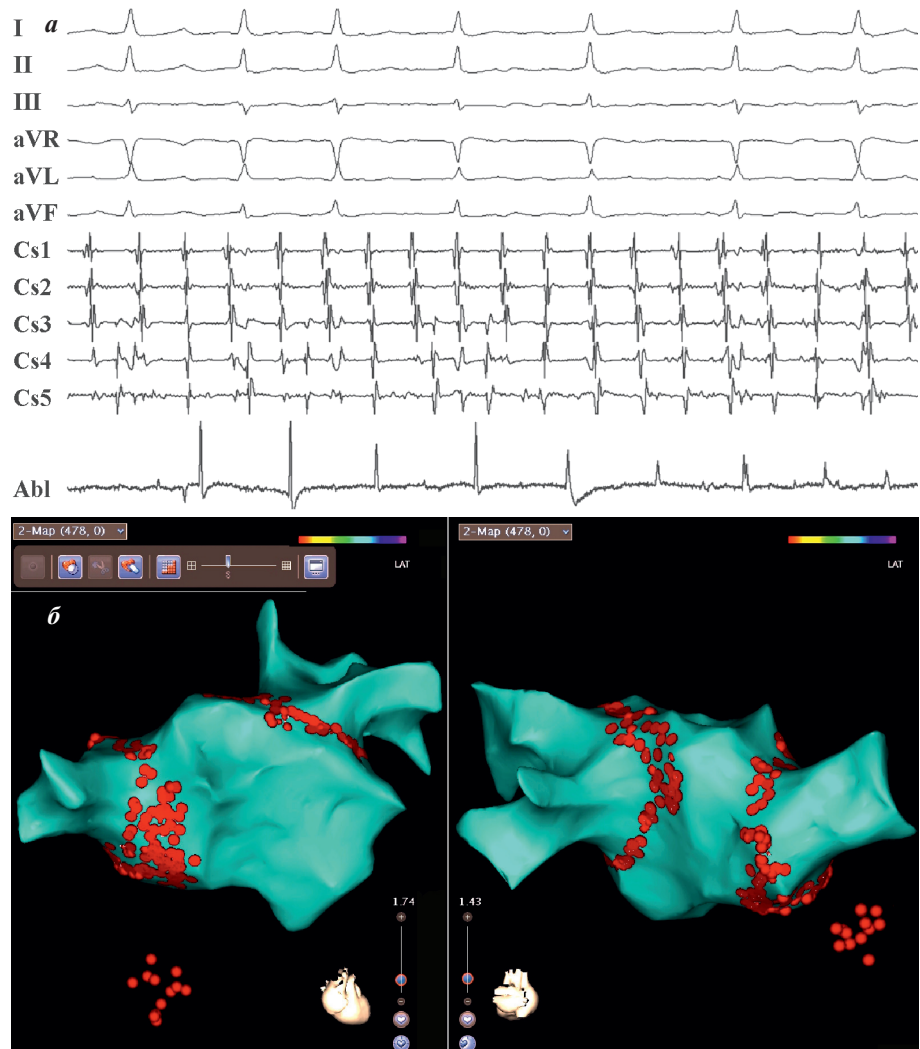 I a
II
III
aVR
aVL
aVF
Cs1
Cs2
Cs3
Cs4
Cs5
Abl
2-Map (478, 0)
LAT
б
1.74
2-Map (478, 0)
LAT
1.43